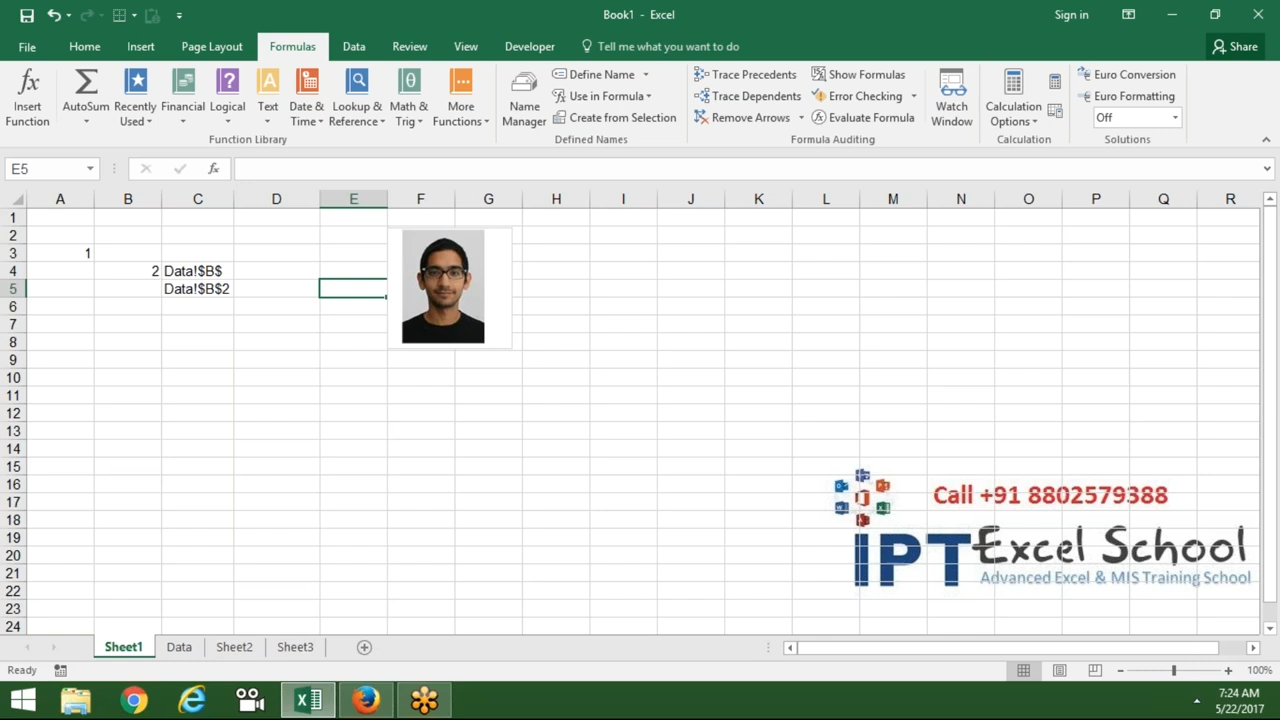 Book1 - Excel
Sign in
File Home Insert Page Layout Formulas Data Review View Developer Tell me what you want to do Share
Insert Function
AutoSum
Recently Used
Financial
Logical
Text
Date & Time
Lookup & Reference
Math & Trig
More Functions
Function Library
Name Manager
Define Name
Use in Formula
Create from Selection
Defined Names
Trace Precedents
Trace Dependents
Remove Arrows
Show Formulas
Error Checking
Evaluate Formula
Formula Auditing
Watch Window
Calculation Options
Calculation
Euro Conversion
Euro Formatting
Off
Solutions
E5 fx
A B C D E F G H I J K L M N O P Q R
1
2
3 1
4 2 Data!$B$
5 Data!$B$2
6
7
8
9
10
11
12
13
14
15
16
17
18
19
20
21
22
23
24
Call +91 8802579388
IPT Excel School
Advanced Excel & MIS Training School
Sheet1 Data Sheet2 Sheet3
Ready 100%
7:24 AM
5/22/2017